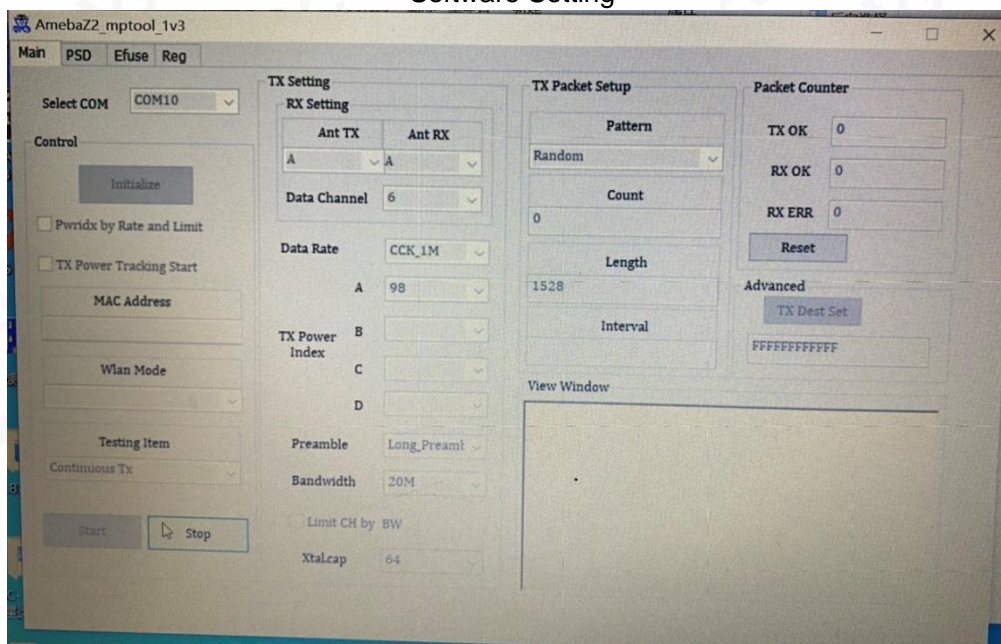 Software Setting
AmebaZ2_mptool_1v3
Main PSD Efuse Reg
Select COM COM10
Control
Initialize
Pwridx by Rate and Limit
TX Power Tracking Start
MAC Address
Wlan Mode
Testing Item
Continuous Tx
Start Stop
TX Setting
RX Setting
Ant TX Ant RX
A A
Data Channel 6
Data Rate CCK_1M
A 98
TX Power Index
B
C
D
Preamble Long_Preaml
Bandwidth 20M
Limit CH by BW
XtalCap 64
TX Packet Setup
Pattern
Random
Count
0
Length
1528
Interval
Packet Counter
TX OK 0
RX OK 0
RX ERR 0
Reset
Advanced
TX Dest Set
FFFFFFFFFFFF
View Window